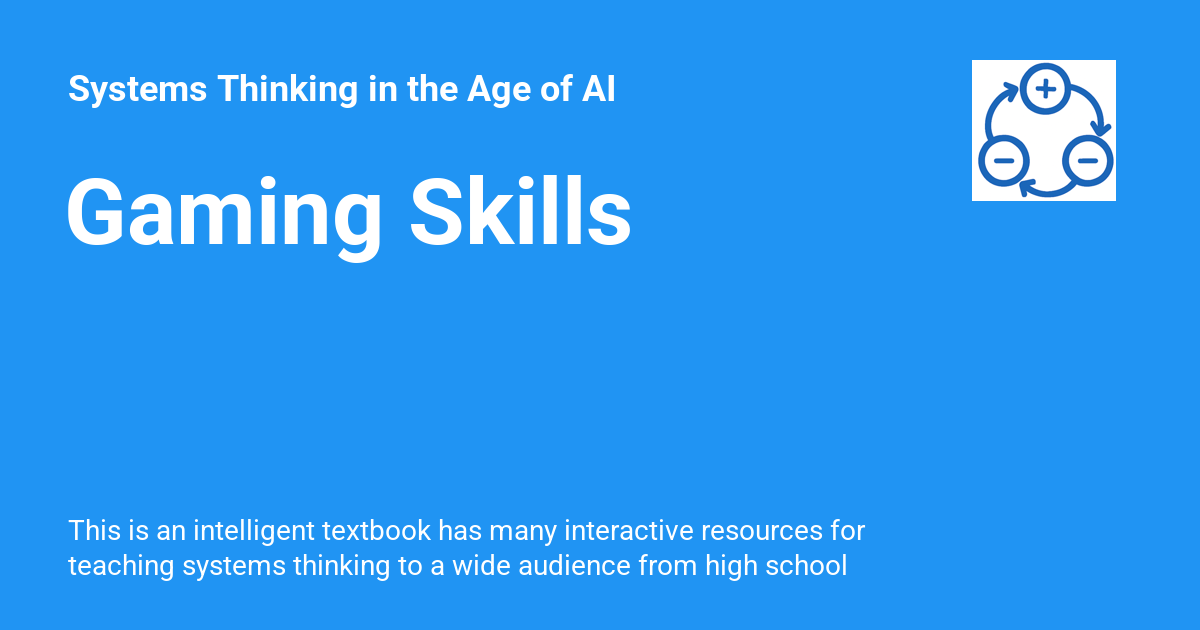 Systems Thinking in the Age of AI
Gaming Skills
This is an intelligent textbook has many interactive resources for
teaching systems thinking to a wide audience from high school